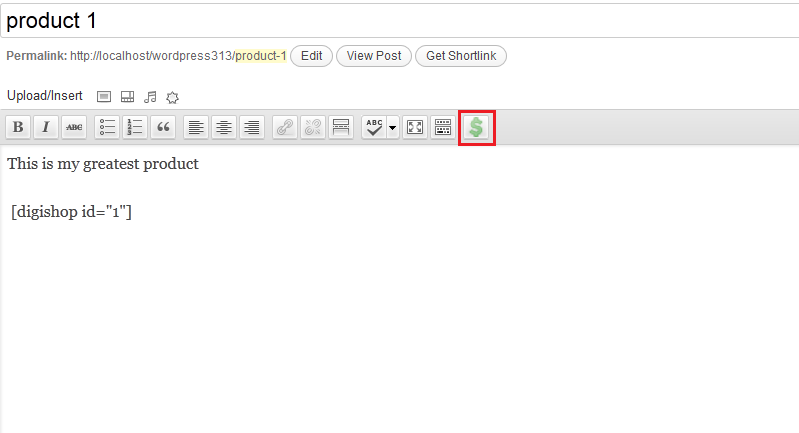 product 1
Permalink: http://localhost/wordpress313/product-1 Edit View Post Get Shortlink
Upload/Insert
B I ABC ABC $
This is my greatest product
[digishop id="1"]